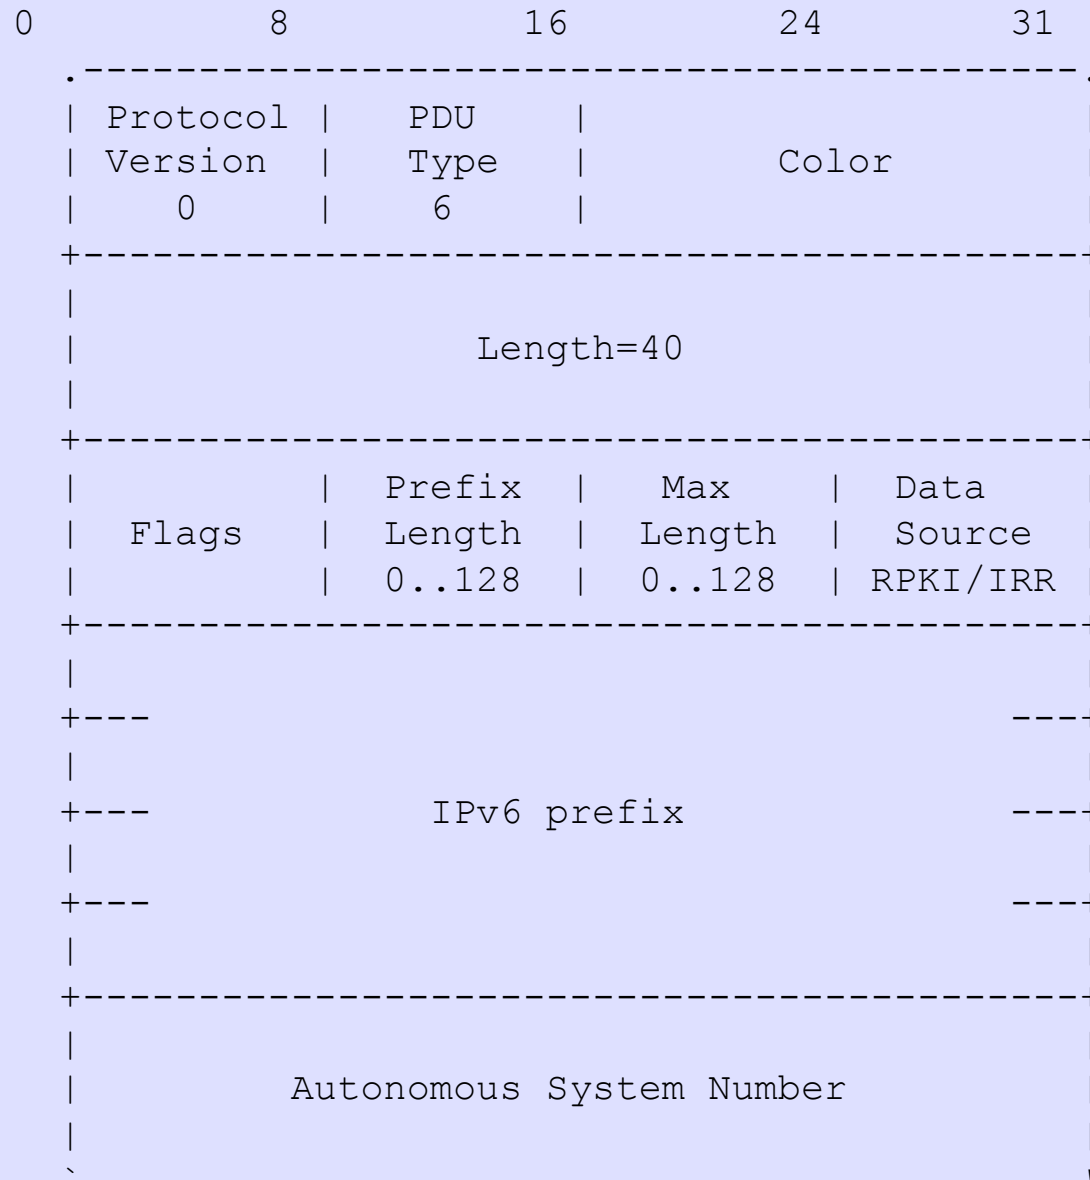 0 8 16 24 31
.-------------------------------------------.
| Protocol | PDU | |
| Version | Type | Color |
| 0 | 6 | |
+-------------------------------------------+
| |
| Length=40 |
| |
+-------------------------------------------+
| | Prefix | Max | Data |
| Flags | Length | Length | Source |
| | 0..128 | 0..128 | RPKI/IRR |
+-------------------------------------------+
| |
+--- ---+
| |
+--- IPv6 prefix ---+
| |
+--- ---+
| |
+-------------------------------------------+
| |
| Autonomous System Number |
| |
` '